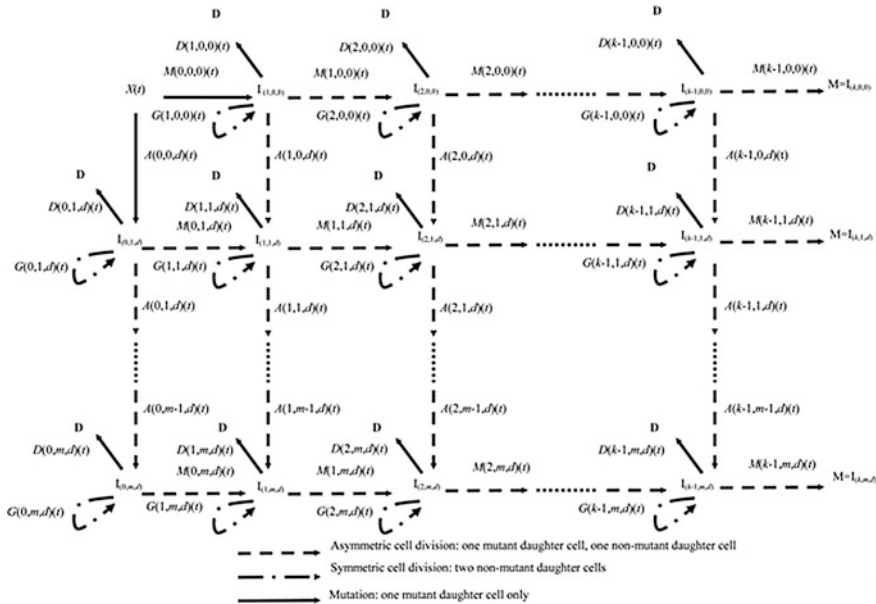 D D D D
D(1,0,0)(t) D(2,0,0)(t) D(k-1,0,0)(t)
M(0,0,0)(t) M(1,0,0)(t) M(2,0,0)(t) M(k-1,0,0)(t)
X(t) I(1,0,0) I(2,0,0) I(k-1,0,0) M=I(k,0,0)
G(1,0,0)(t) G(2,0,0)(t) G(k-1,0,0)(t)
A(0,0,d)(t) A(1,0,d)(t) A(2,0,d)(t) A(k-1,0,d)(t)
D D D D
D(0,1,d)(t) D(1,1,d)(t) D(2,1,d)(t) D(k-1,1,d)(t)
M(0,1,d)(t) M(1,1,d)(t) M(2,1,d)(t) M(k-1,1,d)(t)
I(0,1,d) I(1,1,d) I(2,1,d) I(k-1,1,d) M=I(k,1,d)
G(0,1,d)(t) G(1,1,d)(t) G(2,1,d)(t) G(k-1,1,d)(t)
A(0,1,d)(t) A(1,1,d)(t) A(2,1,d)(t) A(k-1,1,d)(t)
A(0,m-1,d)(t) A(1,m-1,d)(t) A(2,m-1,d)(t) A(k-1,m-1,d)(t)
D D D D
D(0,m,d)(t) D(1,m,d)(t) D(2,m,d)(t) D(k-1,m,d)(t)
M(0,m,d)(t) M(1,m,d)(t) M(2,m,d)(t) M(k-1,m,d)(t)
I(0,m,d) I(1,m,d) I(2,m,d) I(k-1,m,d) M=I(k,m,d)
G(0,m,d)(t) G(1,m,d)(t) G(2,m,d)(t) G(k-1,m,d)(t)
Asymmetric cell division: one mutant daughter cell, one non-mutant daughter cell
Symmetric cell division: two non-mutant daughter cells
Mutation: one mutant daughter cell only